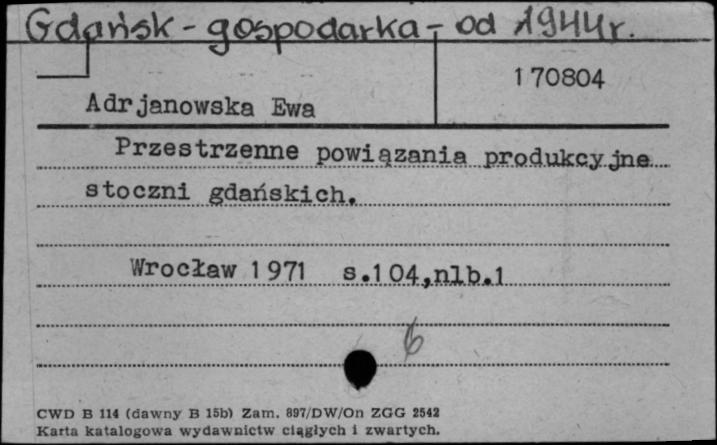 Gdańsk - gospodarka - od 1944r.
170804
Adrjanowska Ewa
Przestrzenne powiązania produkcyjne
stoczni gdańskich.
Wrocław 1971 s.104,nlb.1
6
CWD B 114 (dawny B 15b) Zam. 897/DW/On ZGG 2542
Karta katalogowa wydawnictw ciągłych i zwartych.